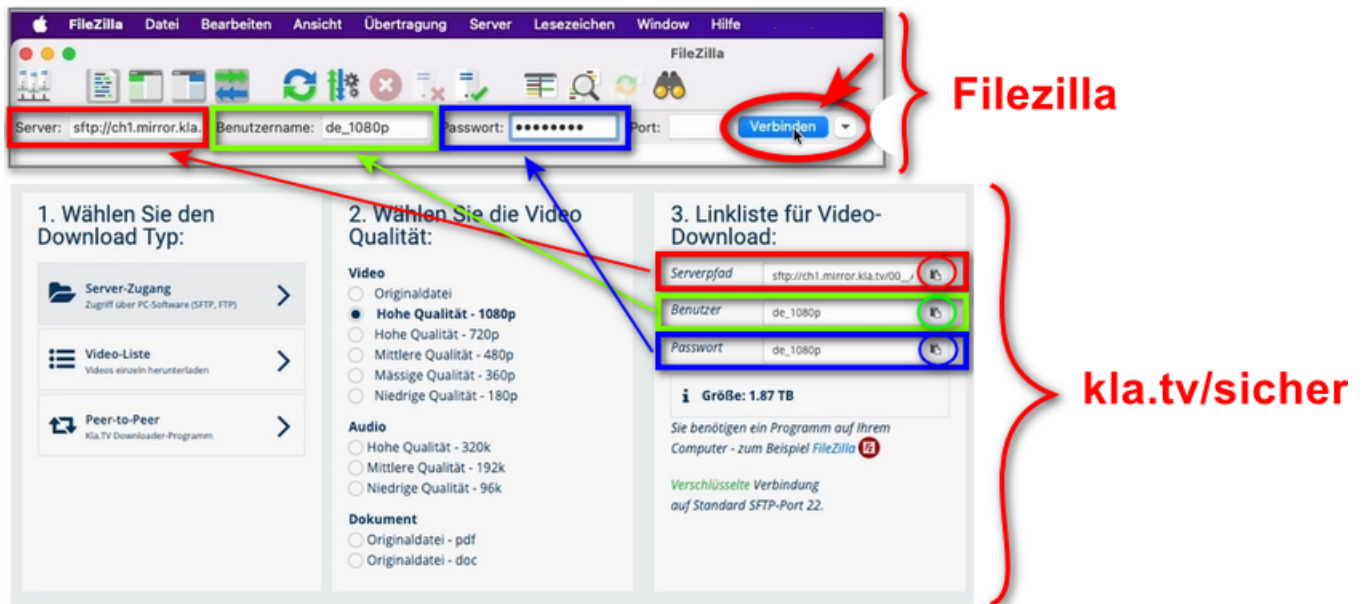 FileZilla Datei Bearbeiten Ansicht Übertragung Server Lesezeichen Window Hilfe
FileZilla
Server: sftp://ch1.mirror.kla. Benutzername: de_1080p Passwort: •••••••• Port: Verbinden
Filezilla
1. Wählen Sie den
Download Typ:
Server-Zugang
Zugriff über PC-Software (SFTP, FTP)
Video-Liste
Videos einzeln herunterladen
Peer-to-Peer
Kla.TV Downloader-Programm
2. Wählen Sie die Video
Qualität:
Video
Originaldatei
Hohe Qualität - 1080p
Hohe Qualität - 720p
Mittlere Qualität - 480p
Mässige Qualität - 360p
Niedrige Qualität - 180p
Audio
Hohe Qualität - 320k
Mittlere Qualität - 192k
Niedrige Qualität - 96k
Dokument
Originaldatei - pdf
Originaldatei - doc
3. Linkliste für Video-
Download:
Serverpfad sftp://ch1.mirror.kla.tv/00_
Benutzer de_1080p
Passwort de_1080p
i Größe: 1.87 TB
Sie benötigen ein Programm auf Ihrem
Computer - zum Beispiel FileZilla Fz
Verschlüsselte Verbindung
auf Standard SFTP-Port 22.
kla.tv/sicher